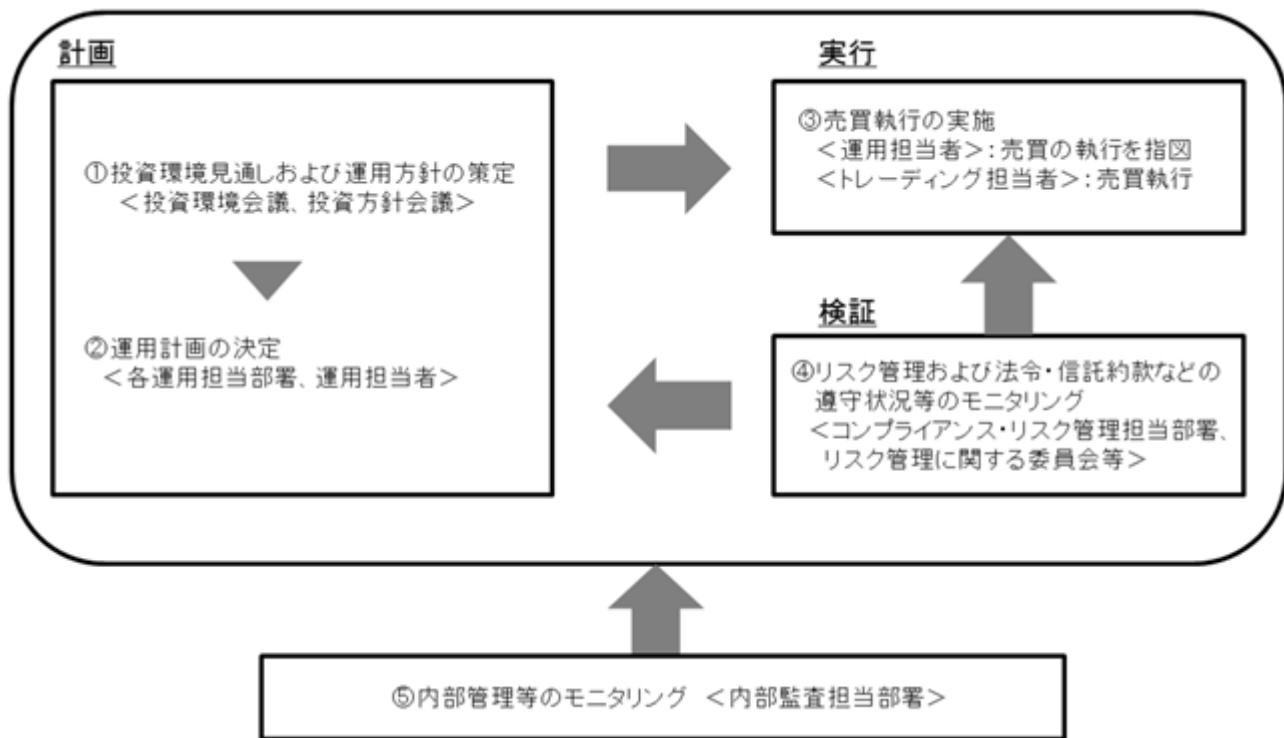 計画
①投資環境見通しおよび運用方針の策定
＜投資環境会議、投資方針会議＞
②運用計画の決定
＜各運用担当部署、運用担当者＞
実行
③売買執行の実施
＜運用担当者＞：売買の執行を指図
＜トレーディング担当者＞：売買執行
検証
④リスク管理および法令・信託約款などの
遵守状況等のモニタリング
＜コンプライアンス・リスク管理担当部署、
リスク管理に関する委員会等＞
⑤内部管理等のモニタリング ＜内部監査担当部署＞